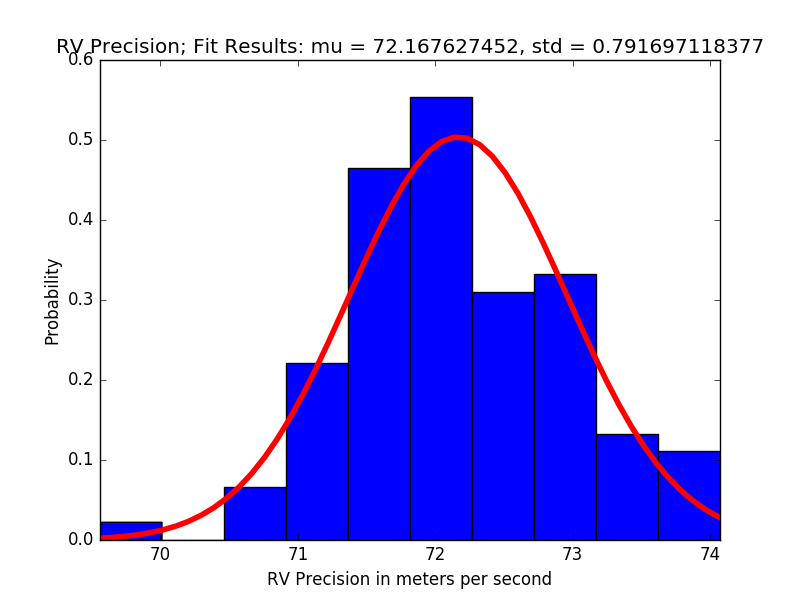 RV Precision; Fit Results: mu = 72.167627452, std = 0.791697118377
0.6
0.5
0.4
0.3
0.2
0.1
0.0
Probability
70 71 72 73 74
RV Precision in meters per second